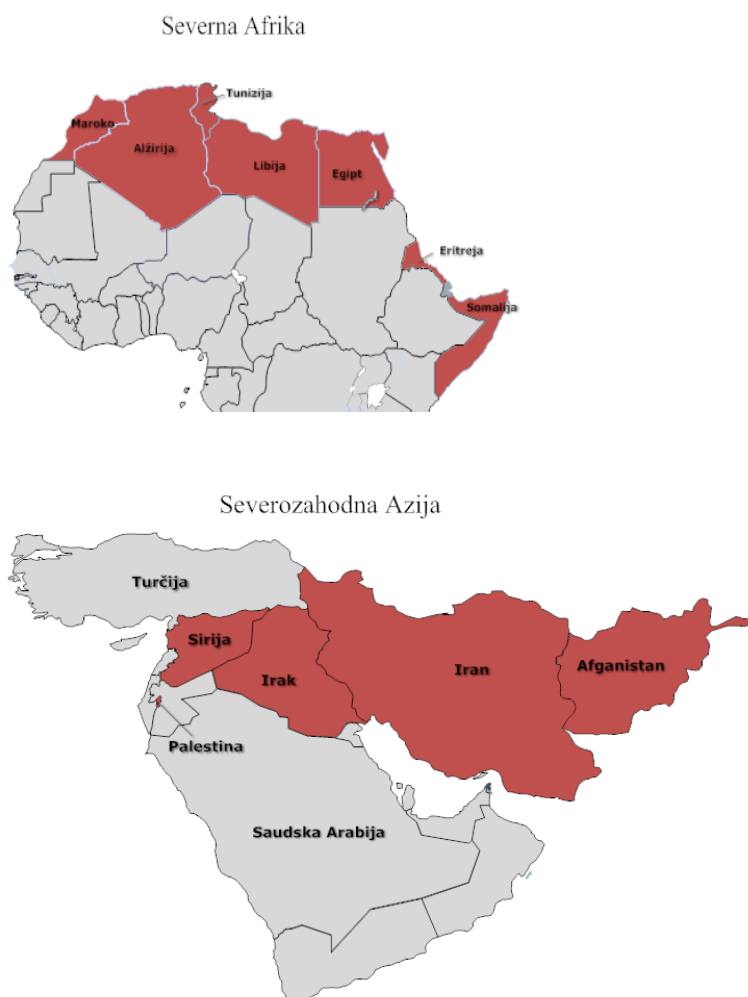 Severna Afrika
Tunizija
Maroko
Alžirija
Libija
Egipt
Eritreja
Somalija
Severozahodna Azija
Turčija
Sirija
Irak
Iran
Afganistan
Palestina
Saudska Arabija